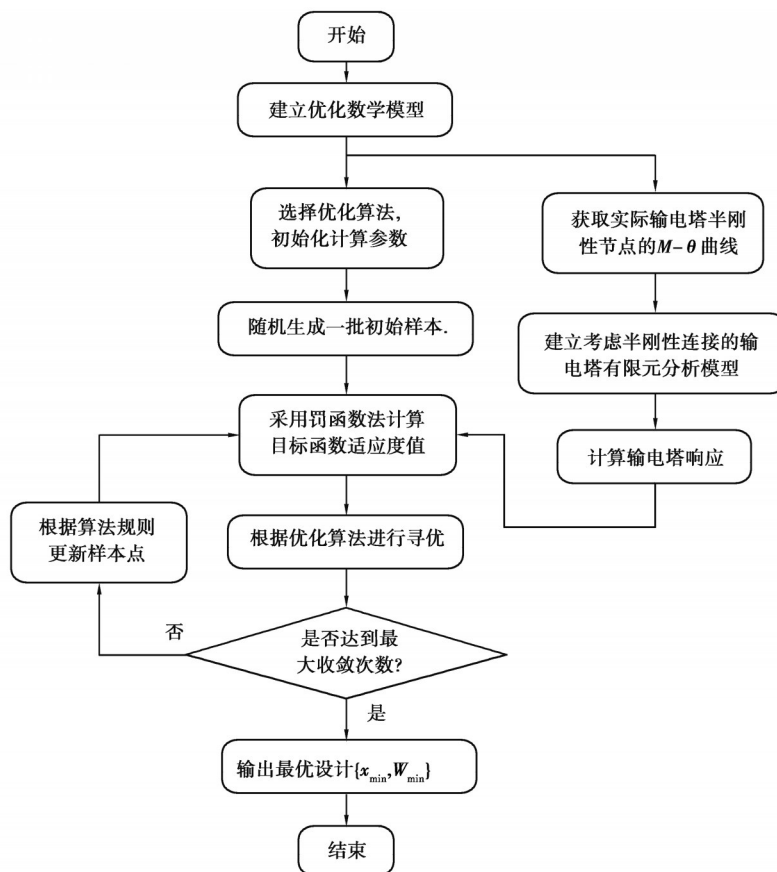 开始
建立优化数学模型
选择优化算法，
初始化计算参数
获取实际输电塔半刚
性节点的M-θ曲线
随机生成一批初始样本.
建立考虑半刚性连接的输
电塔有限元分析模型
采用罚函数法计算
目标函数适应度值
计算输电塔响应
根据算法规则
更新样本点
根据优化算法进行寻优
否
是否达到最
大收敛次数?
是
输出最优设计{x_min,W_min}
结束